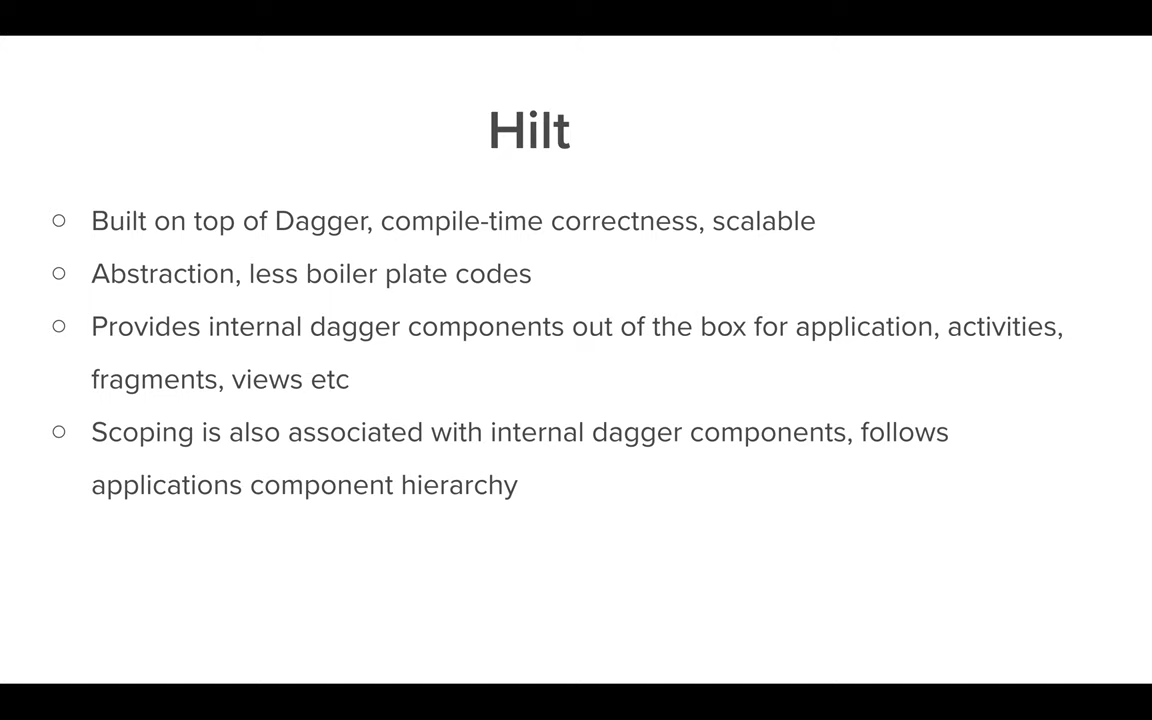 Hilt
○ Built on top of Dagger, compile-time correctness, scalable
○ Abstraction, less boiler plate codes
○ Provides internal dagger components out of the box for application, activities,
fragments, views etc
○ Scoping is also associated with internal dagger components, follows
applications component hierarchy